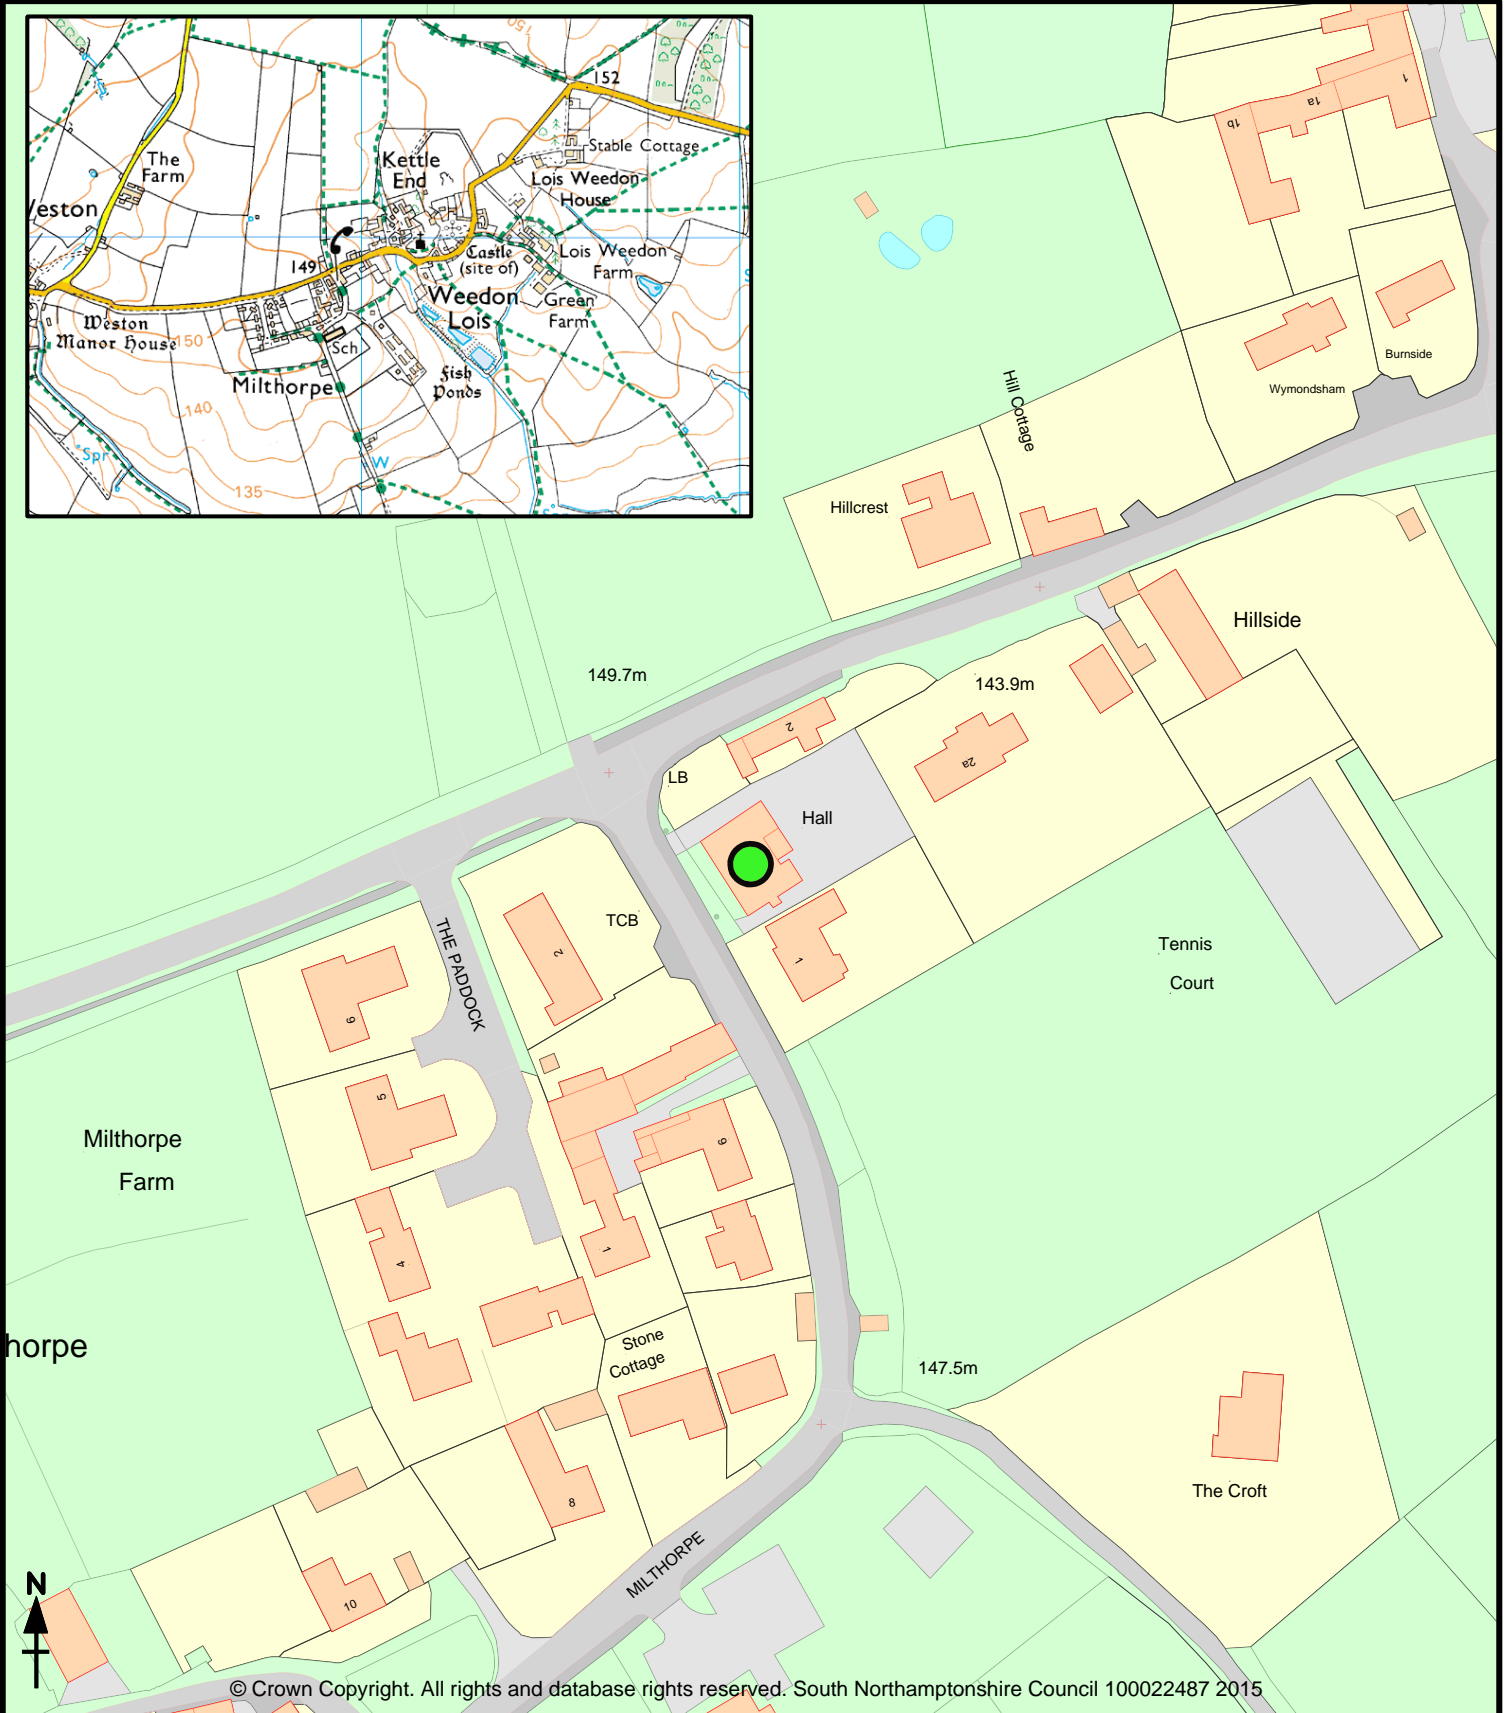 150
152
The
Farm
Kettle
End
Stable Cottage
Lois Weedon
House
Weston
149
Castle
(site of)
Lois Weedon
Farm
Weedon
Lois
Green
Farm
Weston
Manor House
150
Sch
Milthorpe
Fish
Ponds
140
Spr
W
135
1
1a
1b
Burnside
Wymondsham
Hill Cottage
Hillcrest
Hillside
149.7m
143.9m
2
2a
LB
Hall
TCB
2
1
Tennis
Court
THE PADDOCK
6
5
Milthorpe
Farm
6
4
1
horpe
Stone
Cottage
147.5m
The Croft
8
10
MILTHORPE
N
© Crown Copyright. All rights and database rights reserved. South Northamptonshire Council 100022487 2015